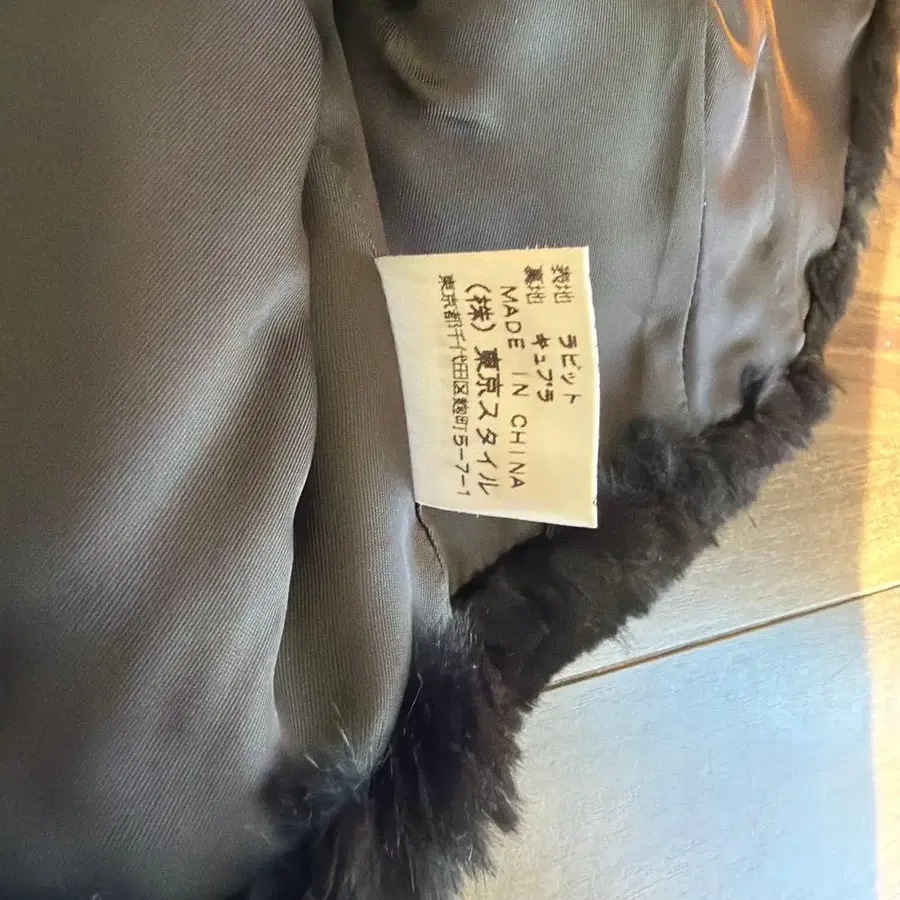 表地 ラビット
裏地 キュプラ
MADE IN CHINA
(株)東京スタイル
東京都千代田区麹町5-7-1